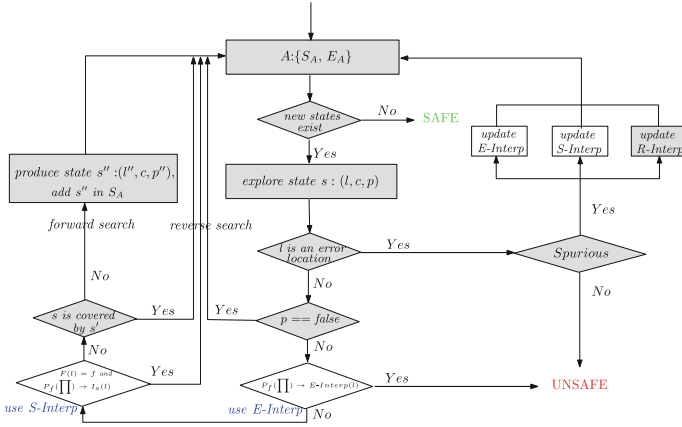 A:{S_A, E_A}
new states
exist
No
SAFE
Yes
update
E-Interp
update
S-Interp
update
R-Interp
produce state s'' :(l'', c, p''),
add s'' in S_A
explore state s : (l, c, p)
forward search
reverse search
Yes
l is an error
location
Yes
Spurious
No
No
No
s is covered
by s'
Yes
Yes
p == false
No
No
F(l) = f and
P_f(∏) → I_s(l)
Yes
P_f(∏) → E-Interp(l)
Yes
UNSAFE
use S-Interp
use E-Interp
No